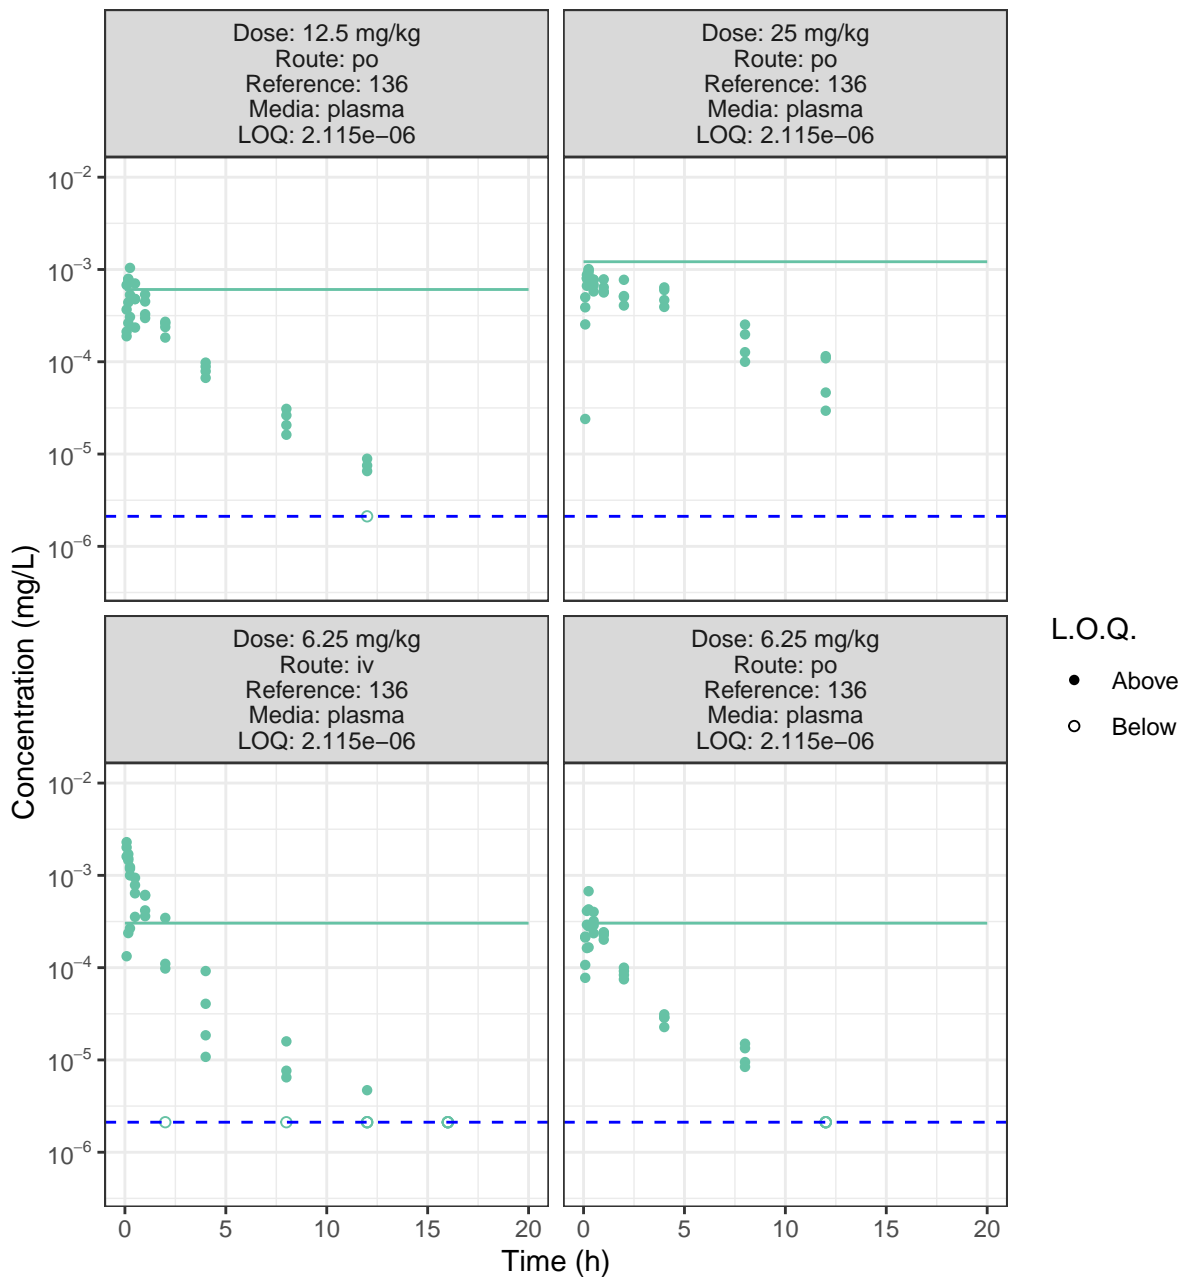 Dose: 12.5 mg/kg
Route: po
Reference: 136
Media: plasma
LOQ: 2.115e−06
Dose: 25 mg/kg
Route: po
Reference: 136
Media: plasma
LOQ: 2.115e−06
10⁻²
10⁻³
10⁻⁴
10⁻⁵
10⁻⁶
Concentration (mg/L)
Dose: 6.25 mg/kg
Route: iv
Reference: 136
Media: plasma
LOQ: 2.115e−06
Dose: 6.25 mg/kg
Route: po
Reference: 136
Media: plasma
LOQ: 2.115e−06
10⁻²
10⁻³
10⁻⁴
10⁻⁵
10⁻⁶
0 5 10 15 20
0 5 10 15 20
Time (h)
L.O.Q.
Above
Below